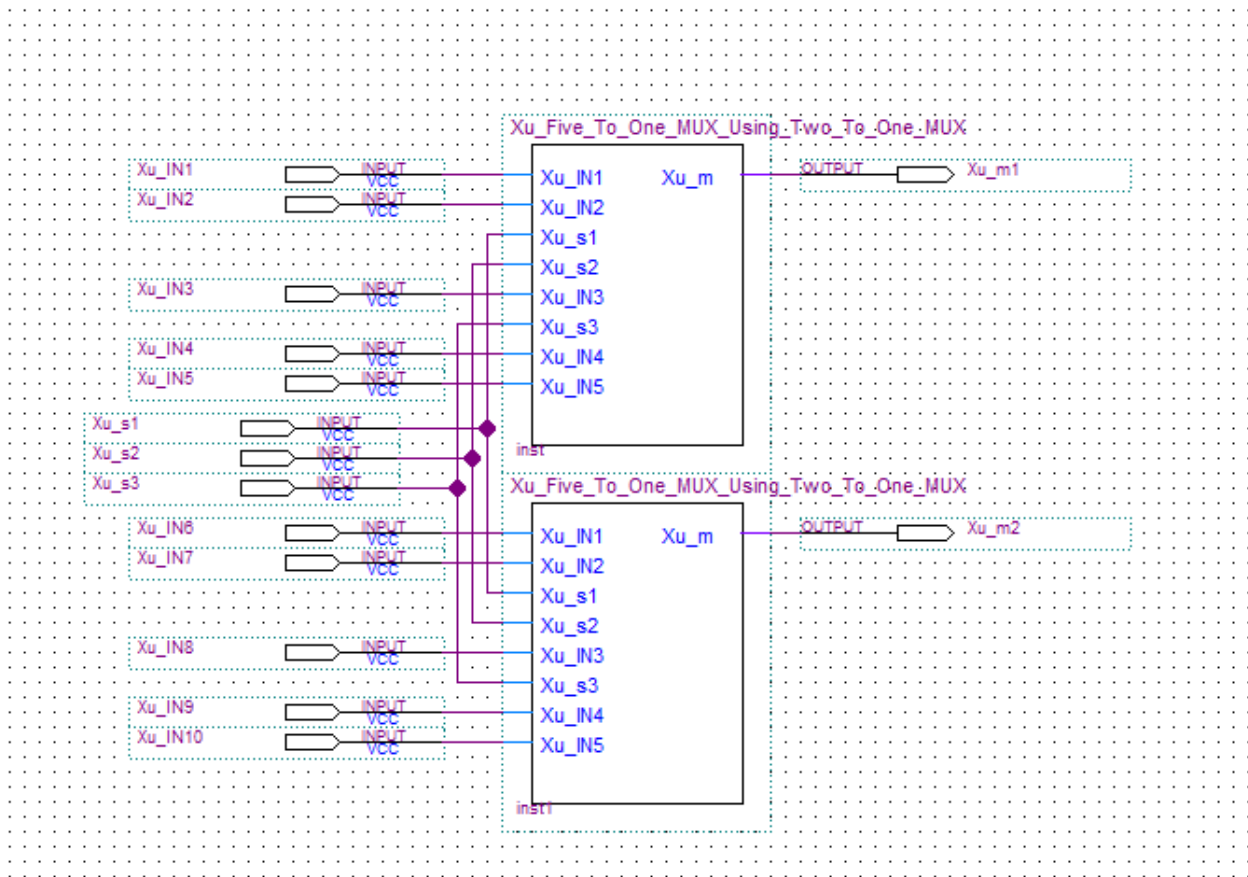 Xu_Five_To_One_MUX_Using_Two_To_One_MUX
Xu_IN1 INPUT VCC Xu_IN1 Xu_m OUTPUT Xu_m1
Xu_IN2 INPUT VCC Xu_IN2
Xu_s1
Xu_s2
Xu_IN3 INPUT VCC Xu_IN3
Xu_s3
Xu_IN4 INPUT VCC Xu_IN4
Xu_IN5 INPUT VCC Xu_IN5
Xu_s1 INPUT VCC
inst
Xu_s2 INPUT VCC
Xu_s3 INPUT VCC
Xu_Five_To_One_MUX_Using_Two_To_One_MUX
Xu_IN6 INPUT VCC Xu_IN1 Xu_m OUTPUT Xu_m2
Xu_IN7 INPUT VCC Xu_IN2
Xu_s1
Xu_s2
Xu_IN8 INPUT VCC Xu_IN3
Xu_s3
Xu_IN9 INPUT VCC Xu_IN4
Xu_IN10 INPUT VCC Xu_IN5
inst1